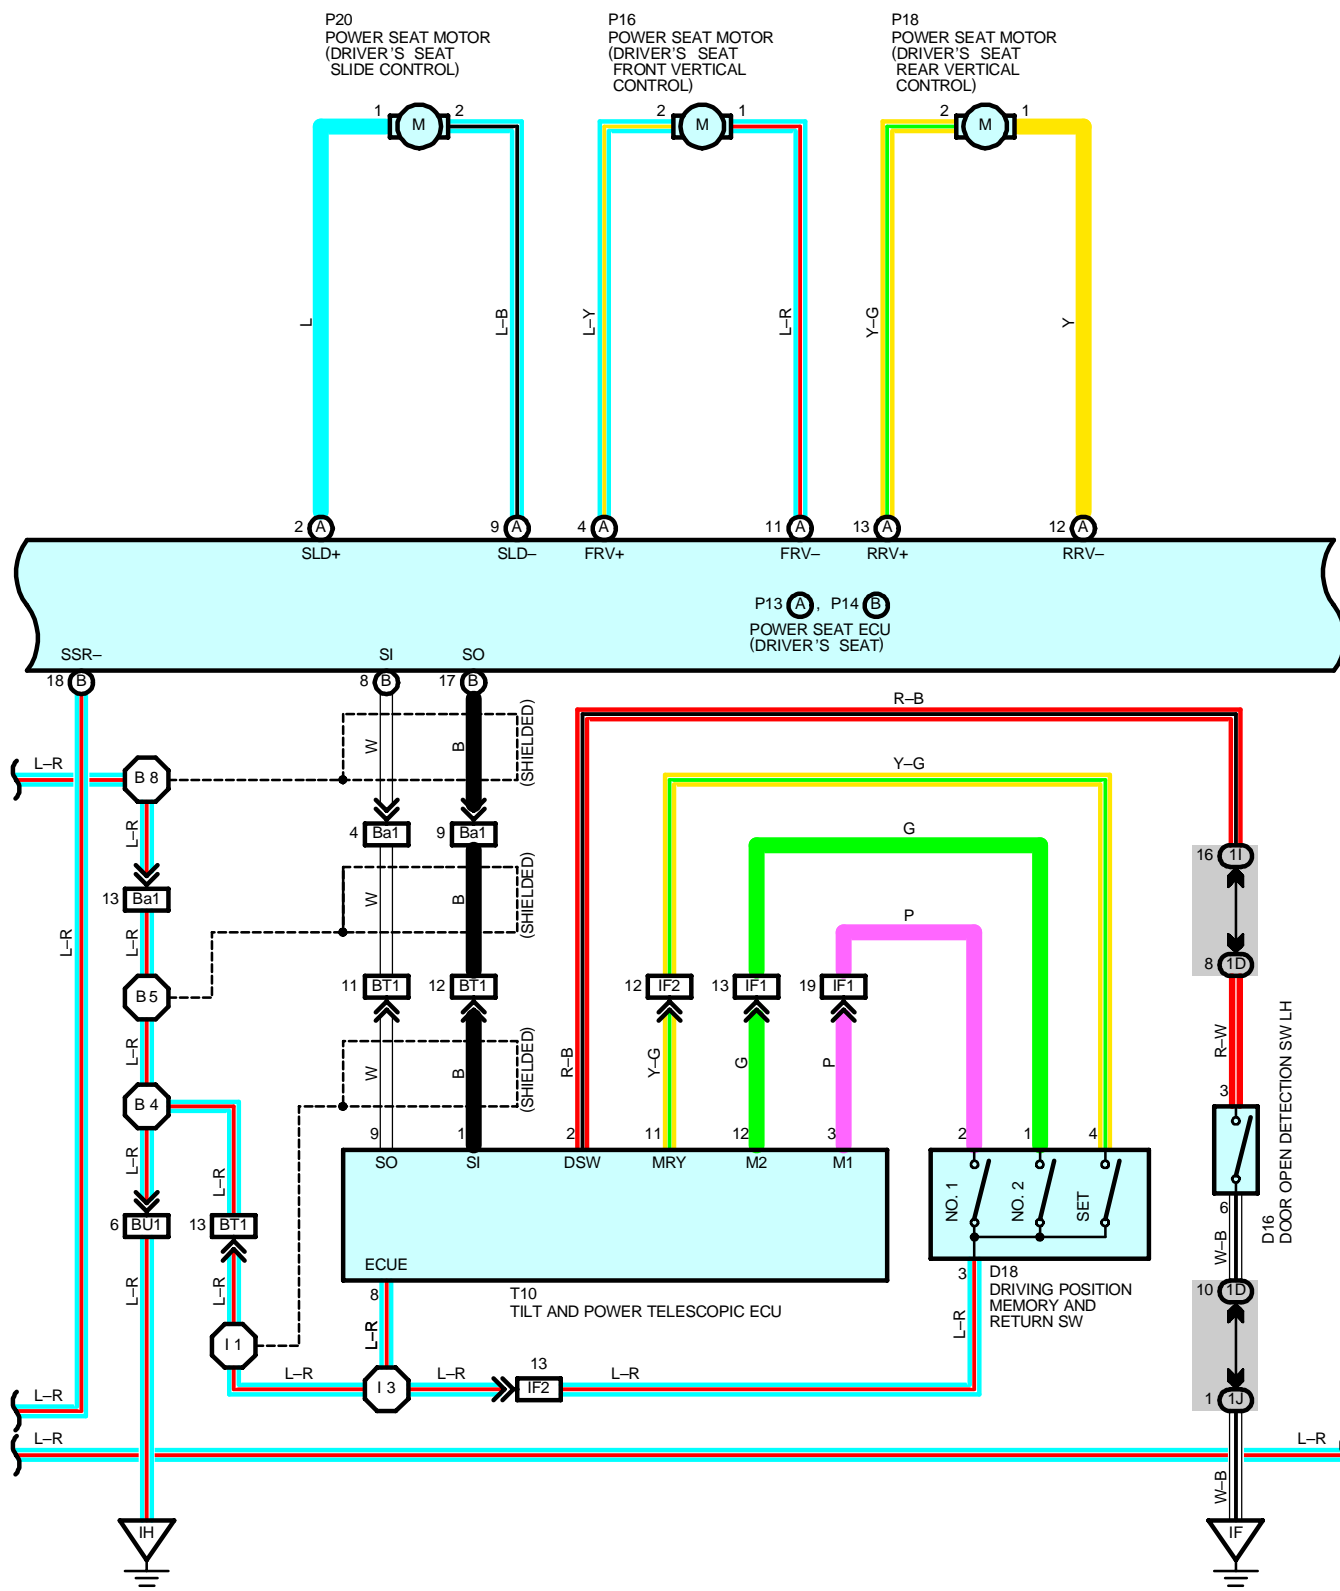 P20
POWER SEAT MOTOR
(DRIVER'S SEAT
SLIDE CONTROL)
P16
POWER SEAT MOTOR
(DRIVER'S SEAT
FRONT VERTICAL
CONTROL)
P18
POWER SEAT MOTOR
(DRIVER'S SEAT
REAR VERTICAL
CONTROL)
1 M 2
2 M 1
2 M 1
L
L–B
L–Y
L–R
Y–G
Y
2 A
9 A
4 A
11 A
13 A
12 A
SLD+
SLD–
FRV+
FRV–
RRV+
RRV–
P13 A , P14 B
POWER SEAT ECU
(DRIVER'S SEAT)
SSR–
SI
SO
18 B
8 B
17 B
R–B
L–R
B 8
W
B
(SHIELDED)
Y–G
L–R
4 Ba1
9 Ba1
G
16 1I
13 Ba1
W
B
(SHIELDED)
P
L–R
L–R
8 1D
B 5
11 BT1
12 BT1
12 IF2
13 IF1
19 IF1
L–R
W
B
(SHIELDED)
R–B
Y–G
G
P
R–W
B 4
3
9
1
2
11
12
3
2
1
4
SO
SI
DSW
MRY
M2
M1
L–R
L–R
NO. 1
NO. 2
SET
6
D16
DOOR OPEN DETECTION SW LH
6 BU1
13 BT1
W–B
ECUE
3
D18
DRIVING POSITION
MEMORY AND
RETURN SW
8
T10
TILT AND POWER TELESCOPIC ECU
L–R
L–R
10 1D
I 1
L–R
L–R
L–R
I 3
L–R
13
IF2
L–R
L–R
1 1J
L–R
L–R
W–B
IH
IF